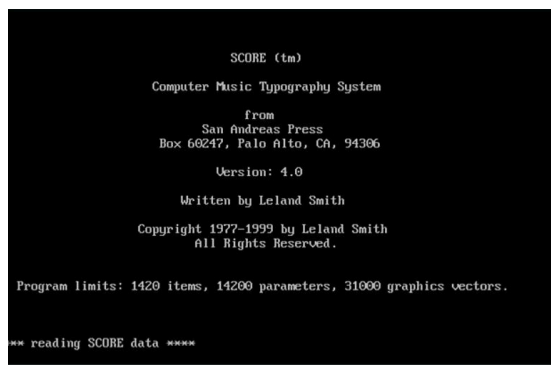 SCORE (tm)
Computer Music Typography System
from
San Andreas Press
Box 60247, Palo Alto, CA, 94306
Version: 4.0
Written by Leland Smith
Copyright 1977-1999 by Leland Smith
All Rights Reserved.
Program limits: 1420 items, 14200 parameters, 31000 graphics vectors.
*** reading SCORE data ****